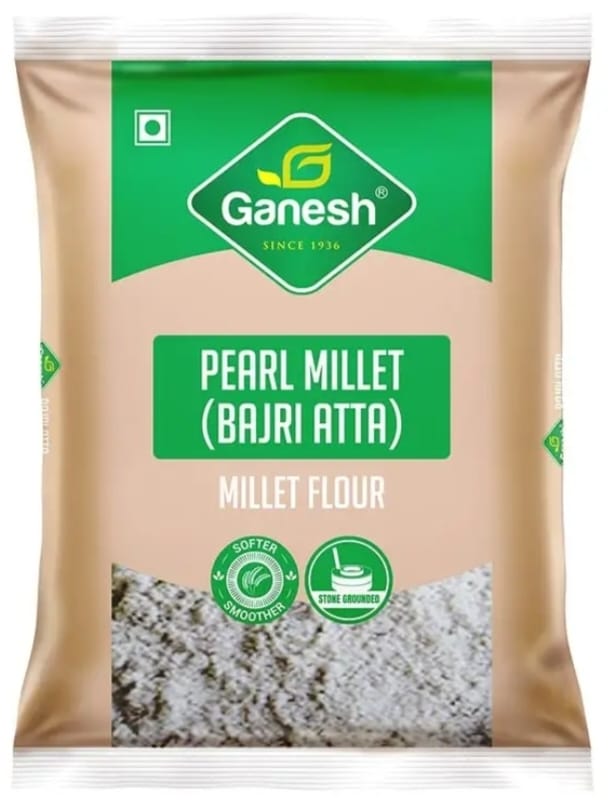 Ganesh®
SINCE 1936
PEARL MILLET
(BAJRI ATTA)
MILLET FLOUR
SOFTER
SMOOTHER
STONE GROUNDED